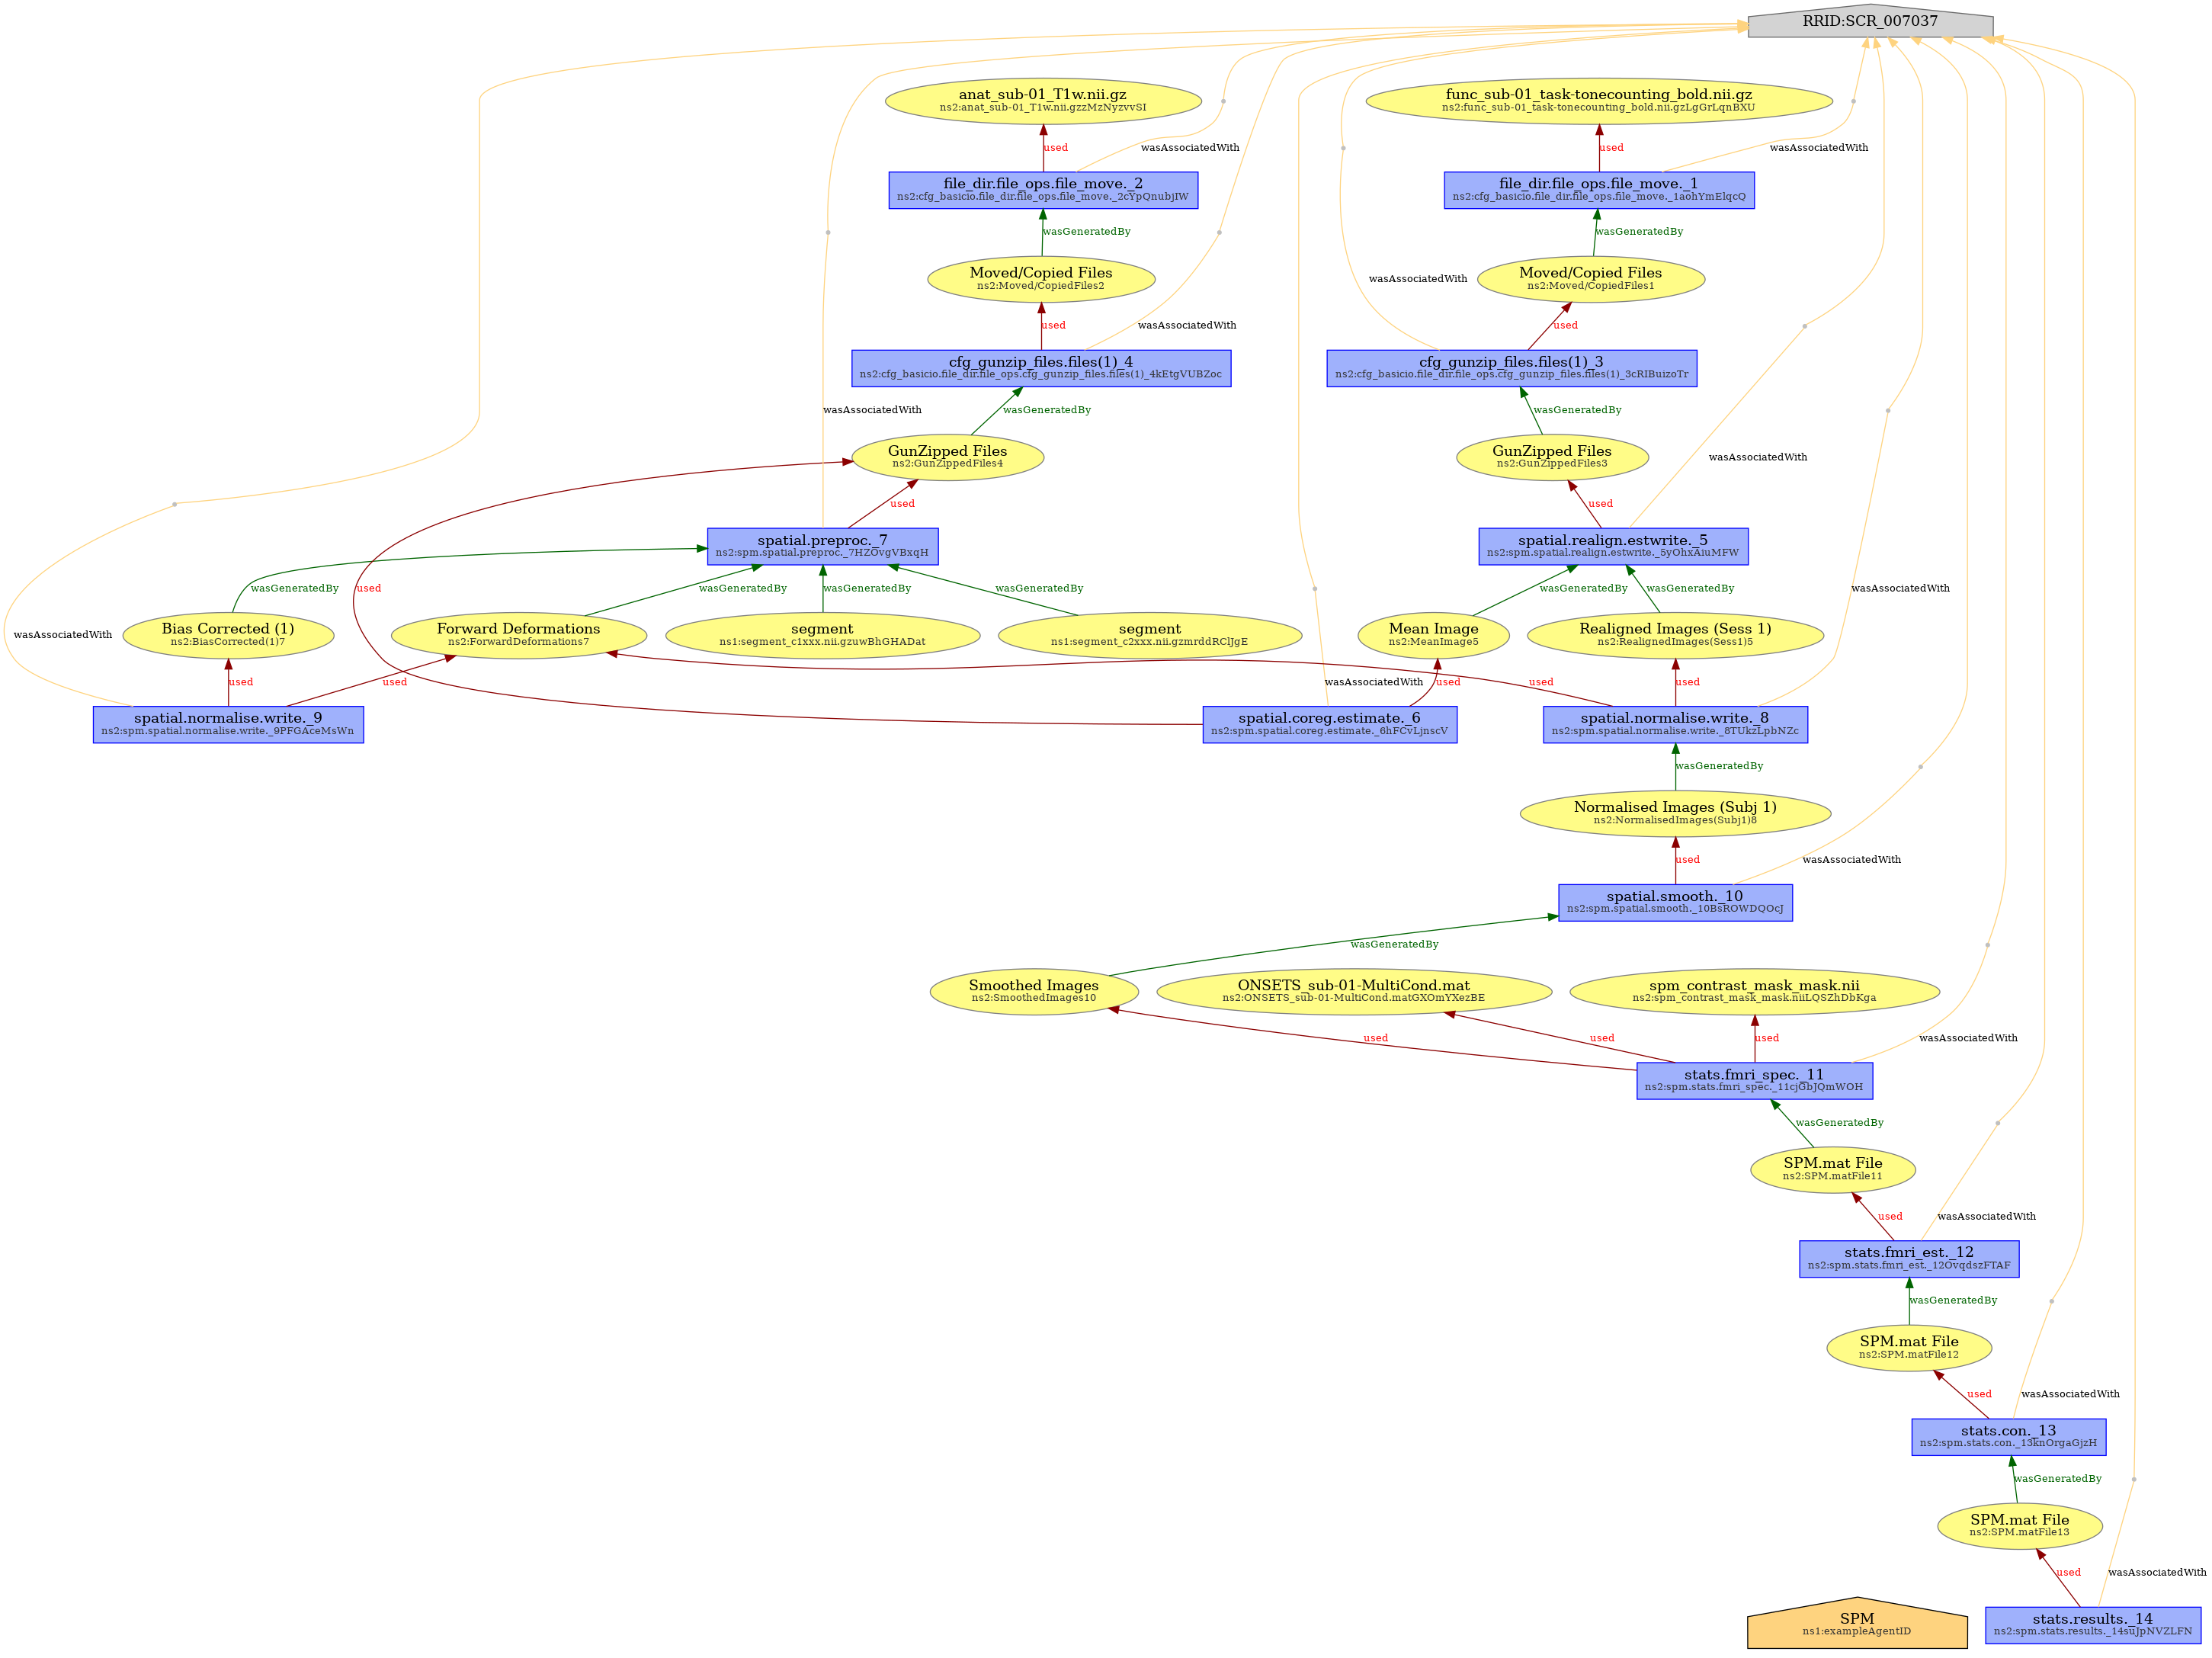 RRID:SCR_007037
anat_sub-01_T1w.nii.gz
ns2:anat_sub-01_T1w.nii.gzzMzNyzvvSI
func_sub-01_task-tonecounting_bold.nii.gz
ns2:func_sub-01_task-tonecounting_bold.nii.gzLgGrLqnBXU
used
wasAssociatedWith
used
wasAssociatedWith
file_dir.file_ops.file_move._2
ns2:cfg_basicio.file_dir.file_ops.file_move._2cYpQnubjIW
file_dir.file_ops.file_move._1
ns2:cfg_basicio.file_dir.file_ops.file_move._1aohYmElqcQ
wasGeneratedBy
wasGeneratedBy
Moved/Copied Files
ns2:Moved/CopiedFiles2
Moved/Copied Files
ns2:Moved/CopiedFiles1
wasAssociatedWith
used
wasAssociatedWith
used
cfg_gunzip_files.files(1)_4
ns2:cfg_basicio.file_dir.file_ops.cfg_gunzip_files.files(1)_4kEtgVUBZoc
cfg_gunzip_files.files(1)_3
ns2:cfg_basicio.file_dir.file_ops.cfg_gunzip_files.files(1)_3cRIBuizoTr
wasAssociatedWith
wasGeneratedBy
wasGeneratedBy
GunZipped Files
ns2:GunZippedFiles4
GunZipped Files
ns2:GunZippedFiles3
wasAssociatedWith
used
used
spatial.preproc._7
ns2:spm.spatial.preproc._7HZOvgVBxqH
spatial.realign.estwrite._5
ns2:spm.spatial.realign.estwrite._5yOhxAiuMFW
wasGeneratedBy
used
wasGeneratedBy
wasGeneratedBy
wasGeneratedBy
wasGeneratedBy
wasGeneratedBy
wasAssociatedWith
wasAssociatedWith
Bias Corrected (1)
ns2:BiasCorrected(1)7
Forward Deformations
ns2:ForwardDeformations7
segment
ns1:segment_c1xxx.nii.gzuwBhGHADat
segment
ns1:segment_c2xxx.nii.gzmrddRClJgE
Mean Image
ns2:MeanImage5
Realigned Images (Sess 1)
ns2:RealignedImages(Sess1)5
used
used
wasAssociatedWith
used
used
used
spatial.normalise.write._9
ns2:spm.spatial.normalise.write._9PFGAceMsWn
spatial.coreg.estimate._6
ns2:spm.spatial.coreg.estimate._6hFCvLjnscV
spatial.normalise.write._8
ns2:spm.spatial.normalise.write._8TUkzLpbNZc
wasGeneratedBy
Normalised Images (Subj 1)
ns2:NormalisedImages(Subj1)8
used
wasAssociatedWith
spatial.smooth._10
ns2:spm.spatial.smooth._10BsROWDQOcJ
wasGeneratedBy
Smoothed Images
ns2:SmoothedImages10
ONSETS_sub-01-MultiCond.mat
ns2:ONSETS_sub-01-MultiCond.matGXOmYXezBE
spm_contrast_mask_mask.nii
ns2:spm_contrast_mask_mask.niiLQSZhDbKga
used
used
used
wasAssociatedWith
stats.fmri_spec._11
ns2:spm.stats.fmri_spec._11cjGbJQmWOH
wasGeneratedBy
SPM.mat File
ns2:SPM.matFile11
used
wasAssociatedWith
stats.fmri_est._12
ns2:spm.stats.fmri_est._12OvqdszFTAF
wasGeneratedBy
SPM.mat File
ns2:SPM.matFile12
used
wasAssociatedWith
stats.con._13
ns2:spm.stats.con._13knOrgaGjzH
wasGeneratedBy
SPM.mat File
ns2:SPM.matFile13
used
wasAssociatedWith
SPM
ns1:exampleAgentID
stats.results._14
ns2:spm.stats.results._14suJpNVZLFN